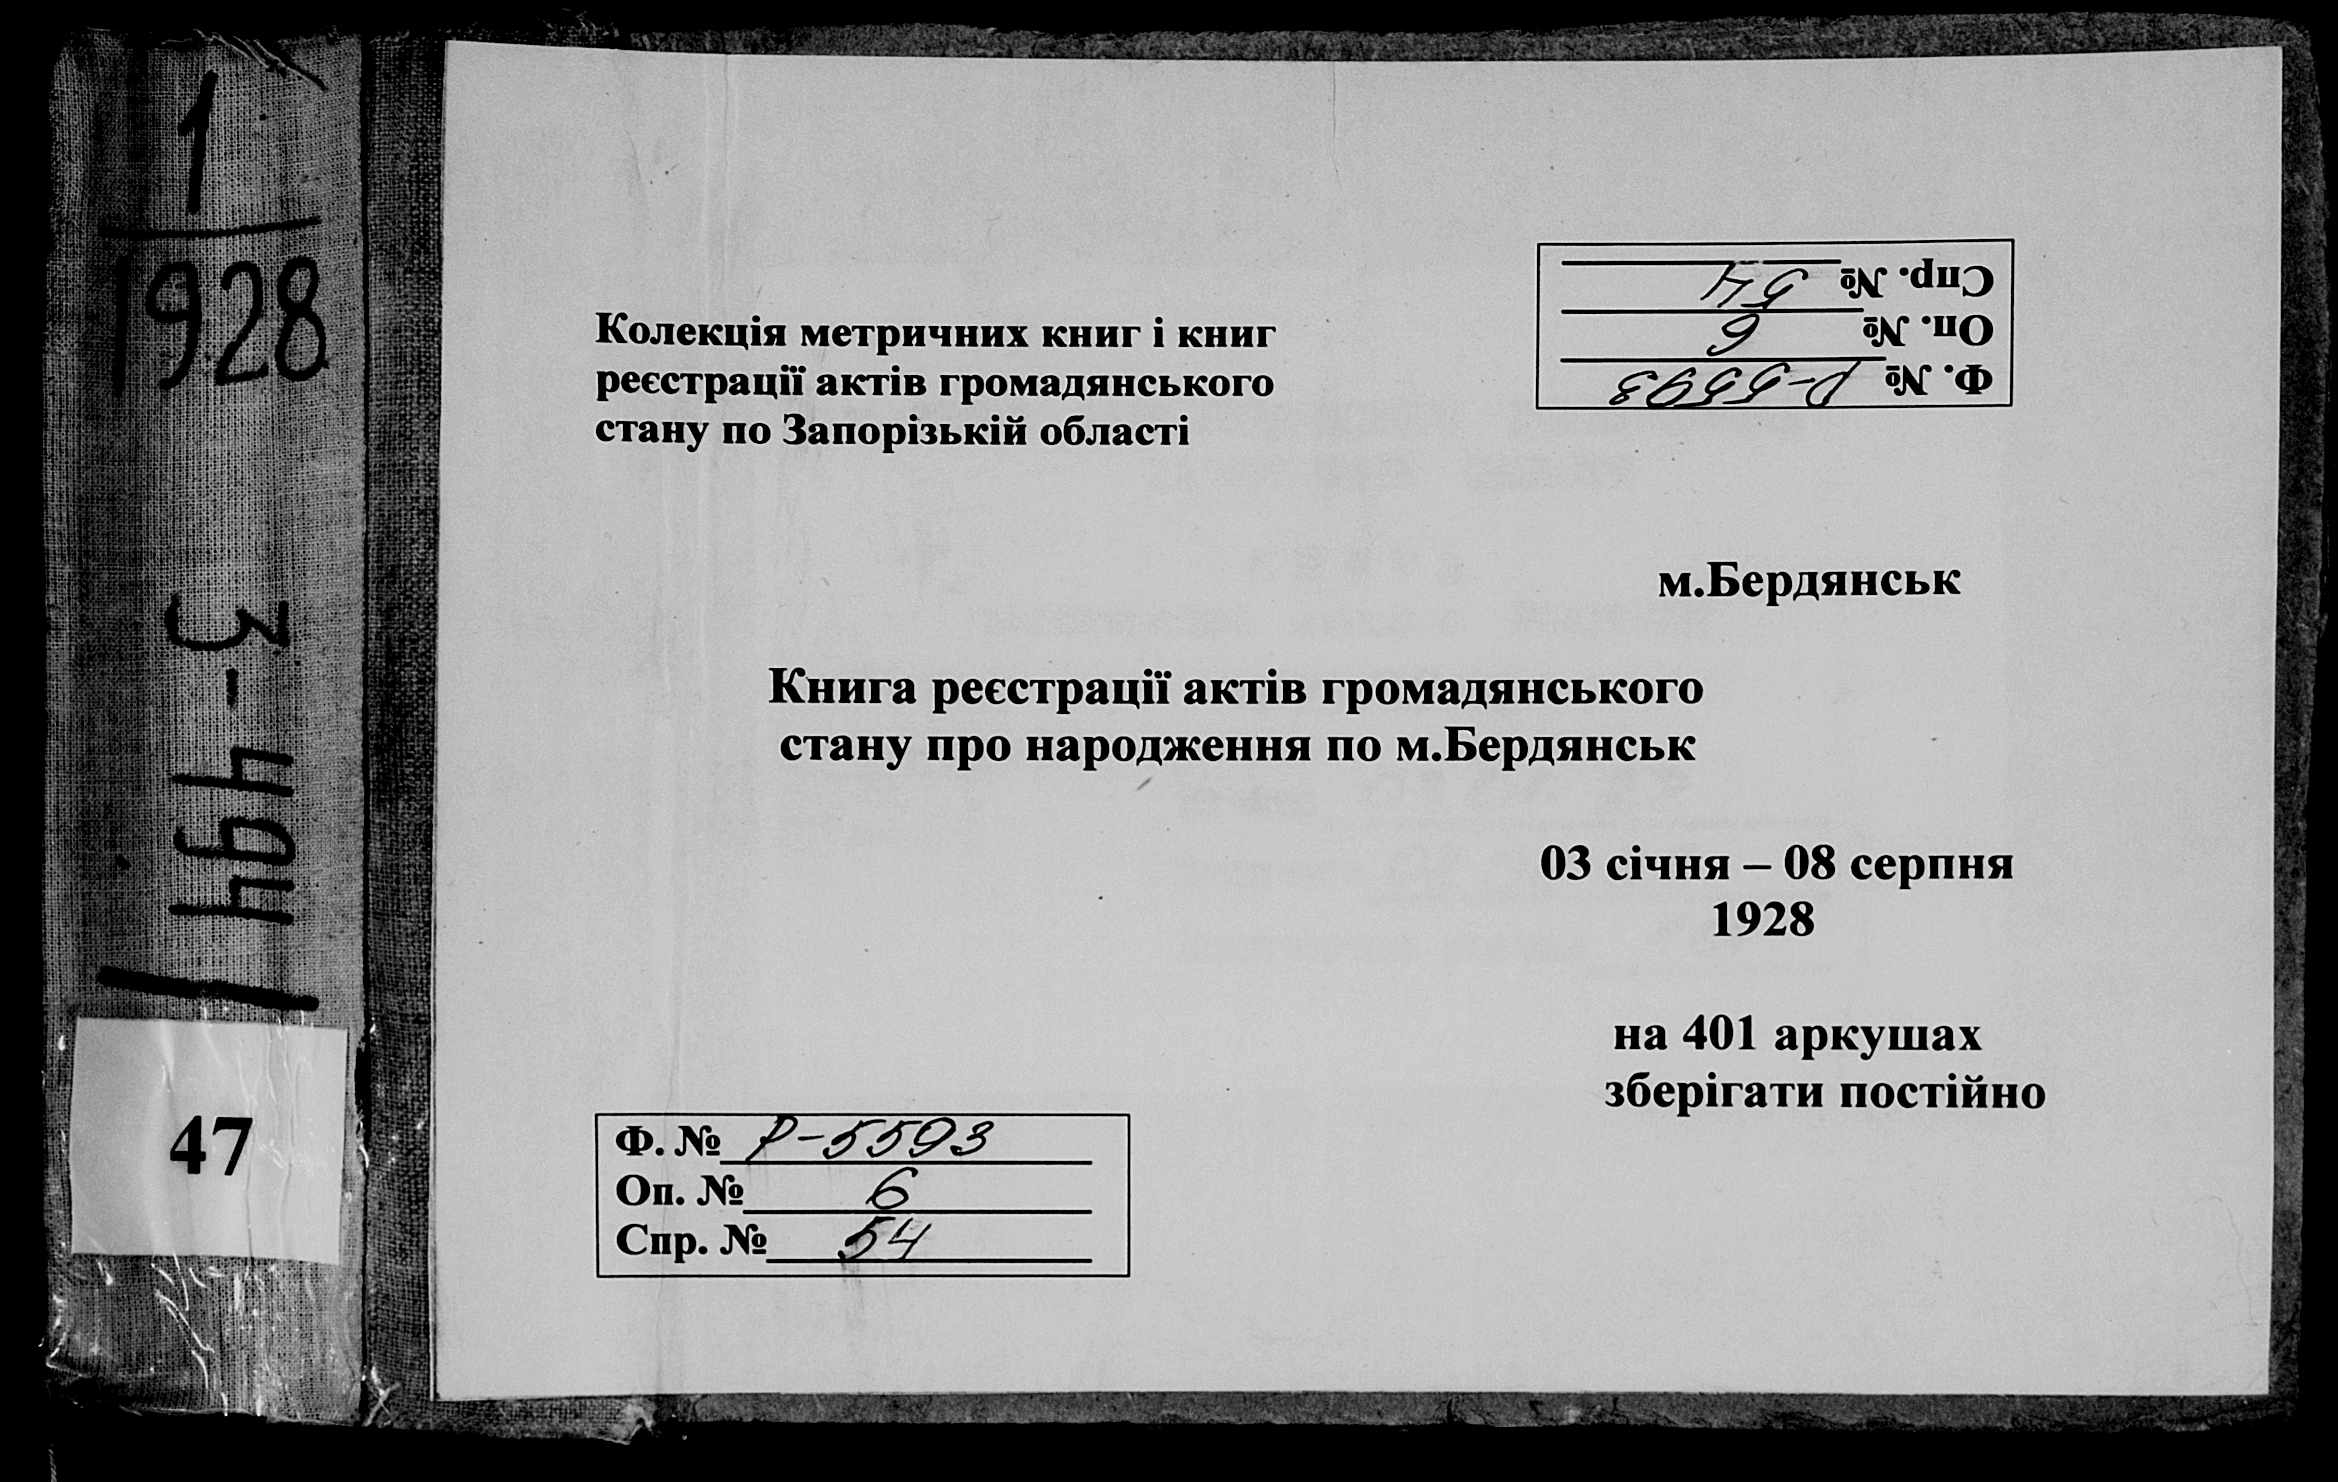 1
1928
З-ная
47
Колекція метричних книг і книг
реєстрації актів громадянського
стану по Запорізькій області
Спр. № 54
Оп. № 6
Ф. № Р-5593
м.Бердянськ
Книга реєстрації актів громадянського
стану про народження по м.Бердянськ
03 січня – 08 серпня
1928
на 401 аркушах
зберігати постійно
Ф. № Р-5593
Оп. № 6
Спр. № 54